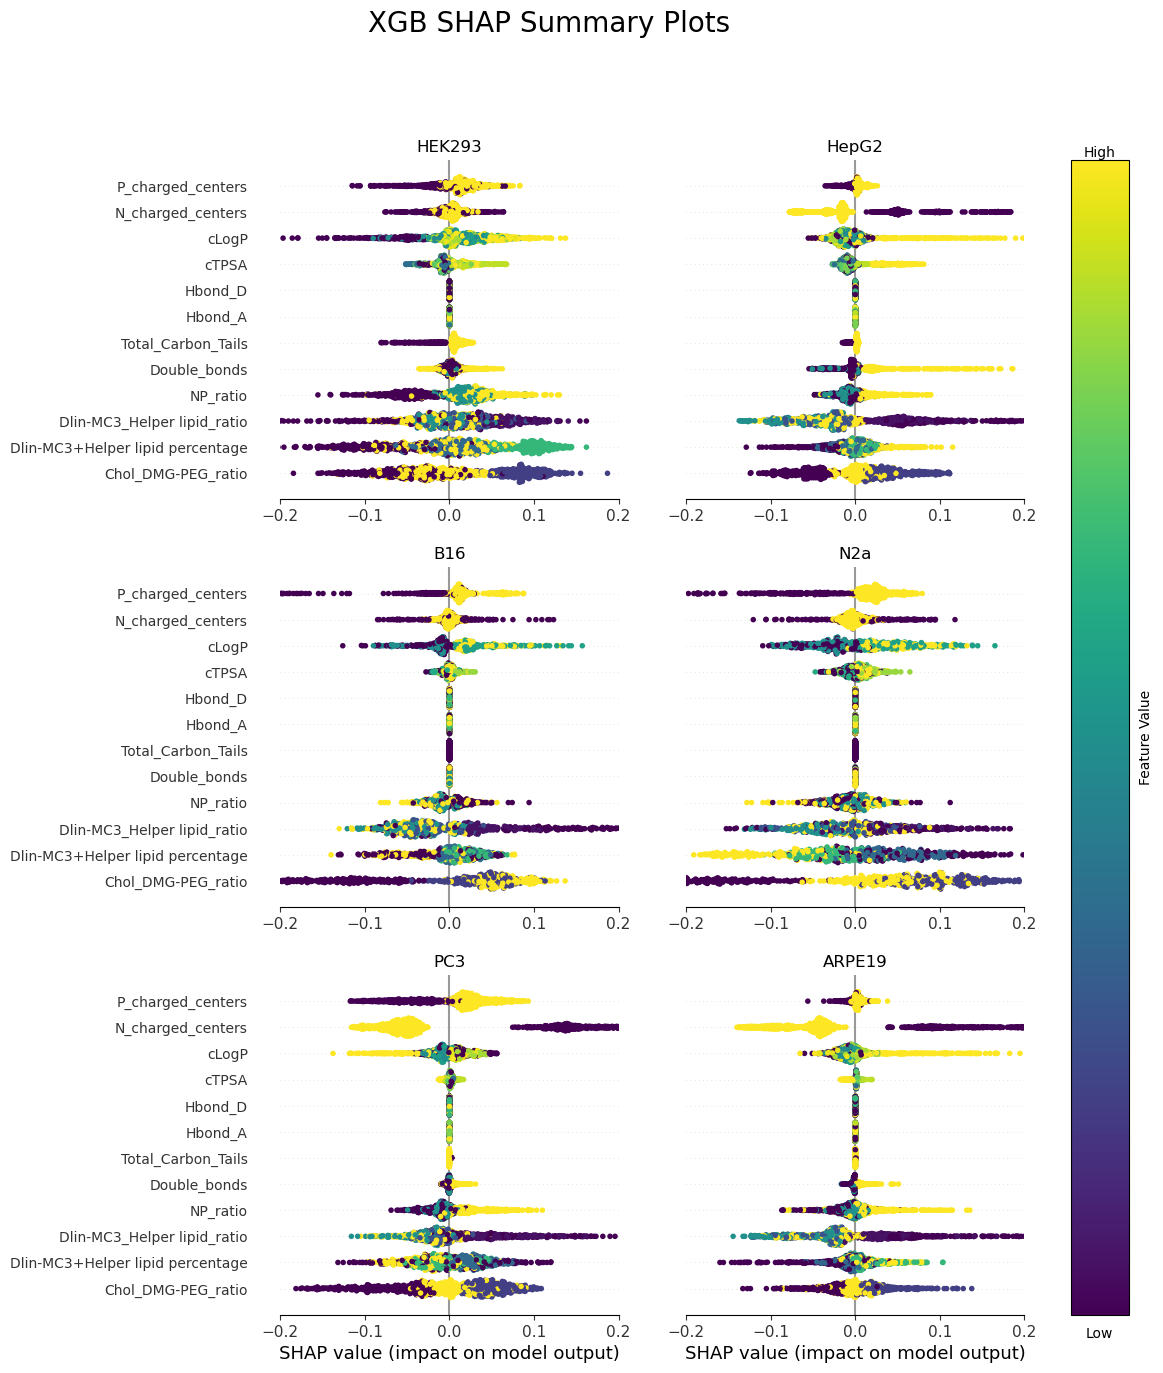 XGB SHAP Summary Plots
HEK293
HepG2
High
P_charged_centers
N_charged_centers
cLogP
cTPSA
Hbond_D
Hbond_A
Total_Carbon_Tails
Double_bonds
NP_ratio
Dlin-MC3_Helper lipid_ratio
Dlin-MC3+Helper lipid percentage
Chol_DMG-PEG_ratio
−0.2 −0.1 0.0 0.1 0.2
−0.2 −0.1 0.0 0.1 0.2
B16
N2a
P_charged_centers
N_charged_centers
cLogP
cTPSA
Hbond_D
Hbond_A
Total_Carbon_Tails
Double_bonds
NP_ratio
Dlin-MC3_Helper lipid_ratio
Dlin-MC3+Helper lipid percentage
Chol_DMG-PEG_ratio
−0.2 −0.1 0.0 0.1 0.2
−0.2 −0.1 0.0 0.1 0.2
Feature Value
PC3
ARPE19
P_charged_centers
N_charged_centers
cLogP
cTPSA
Hbond_D
Hbond_A
Total_Carbon_Tails
Double_bonds
NP_ratio
Dlin-MC3_Helper lipid_ratio
Dlin-MC3+Helper lipid percentage
Chol_DMG-PEG_ratio
−0.2 −0.1 0.0 0.1 0.2
−0.2 −0.1 0.0 0.1 0.2
Low
SHAP value (impact on model output)
SHAP value (impact on model output)